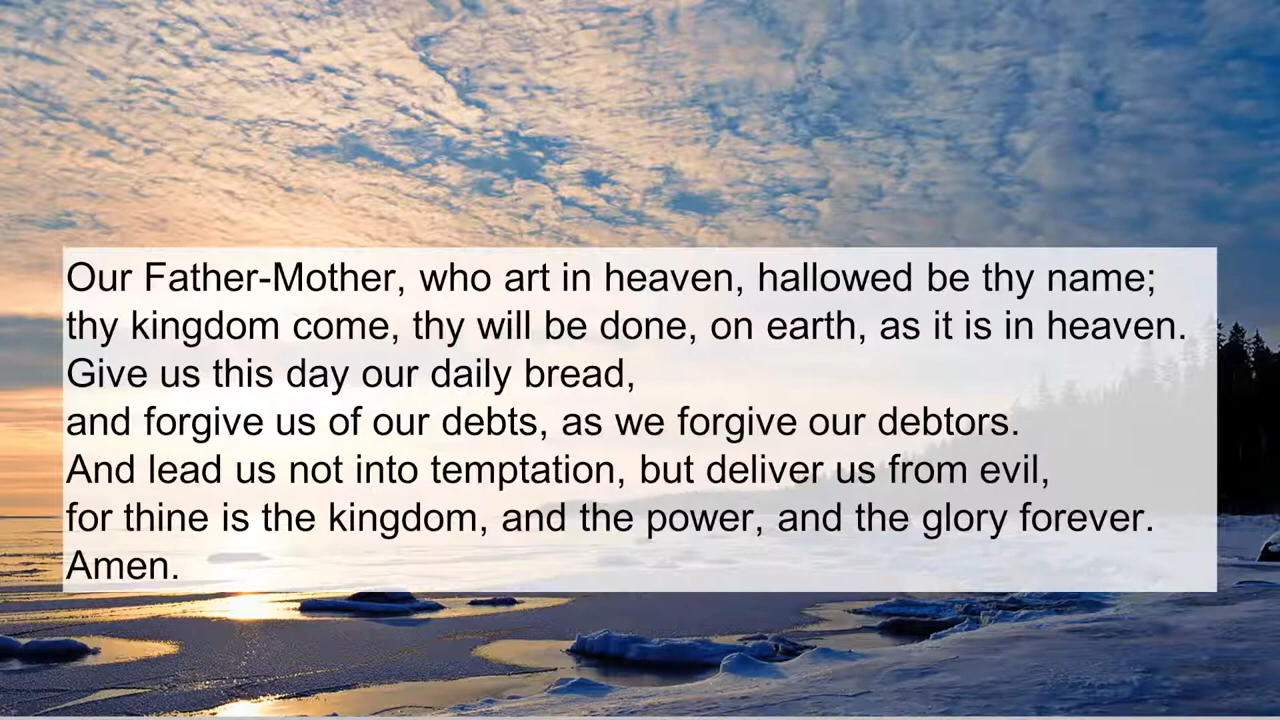 Our Father-Mother, who art in heaven, hallowed be thy name;
thy kingdom come, thy will be done, on earth, as it is in heaven.
Give us this day our daily bread,
and forgive us of our debts, as we forgive our debtors.
And lead us not into temptation, but deliver us from evil,
for thine is the kingdom, and the power, and the glory forever.
Amen.